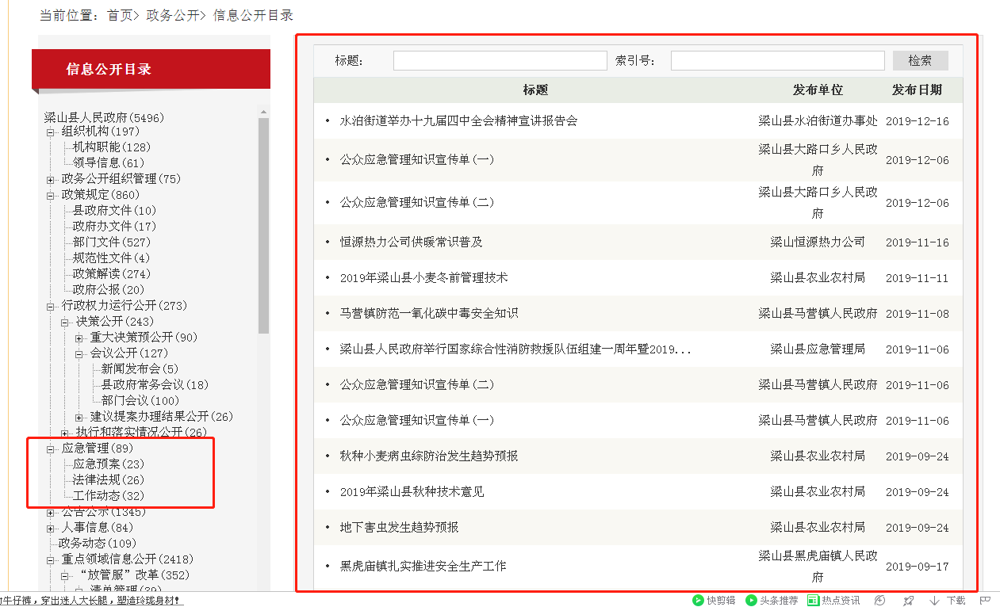 当前位置：首页> 政务公开> 信息公开目录
信息公开目录
梁山县人民政府(5496)
组织机构(197)
机构职能(128)
领导信息(61)
政务公开组织管理(75)
政策规定(860)
县政府文件(10)
政府办文件(17)
部门文件(527)
规范性文件(4)
政策解读(274)
政府公报(20)
行政权力运行公开(273)
决策公开(243)
重大决策预公开(90)
会议公开(127)
新闻发布会(5)
县政府常务会议(18)
部门会议(100)
建议提案办理结果公开(26)
执行和落实情况公开(26)
应急管理(89)
应急预案(23)
法律法规(26)
工作动态(32)
公告公示(1345)
人事信息(84)
政务动态(109)
重点领域信息公开(2418)
“放管服”改革(352)
清单管理(39)
标题： 索引号： 检索
标题 发布单位 发布日期
• 水泊街道举办十九届四中全会精神宣讲报告会 梁山县水泊街道办事处 2019-12-16
• 公众应急管理知识宣传单(一) 梁山县大路口乡人民政 2019-12-06
府
• 公众应急管理知识宣传单(二) 梁山县大路口乡人民政 2019-12-06
府
• 恒源热力公司供暖常识普及 梁山恒源热力公司 2019-11-16
• 2019年梁山县小麦冬前管理技术 梁山县农业农村局 2019-11-11
• 马营镇防范一氧化碳中毒安全知识 梁山县马营镇人民政府 2019-11-08
• 梁山县人民政府举行国家综合性消防救援队伍组建一周年暨2019... 梁山县应急管理局 2019-11-06
• 公众应急管理知识宣传单(二) 梁山县马营镇人民政府 2019-11-06
• 公众应急管理知识宣传单(一) 梁山县马营镇人民政府 2019-11-06
• 秋种小麦病虫综防治发生趋势预报 梁山县农业农村局 2019-09-24
• 2019年梁山县秋种技术意见 梁山县农业农村局 2019-09-24
• 地下害虫发生趋势预报 梁山县农业农村局 2019-09-24
• 黑虎庙镇扎实推进安全生产工作 梁山县黑虎庙镇人民政 2019-09-17
府
牛仔裤，穿出迷人大长腿，塑造玲珑身材！ 快剪辑 头条推荐 热点资讯 下载